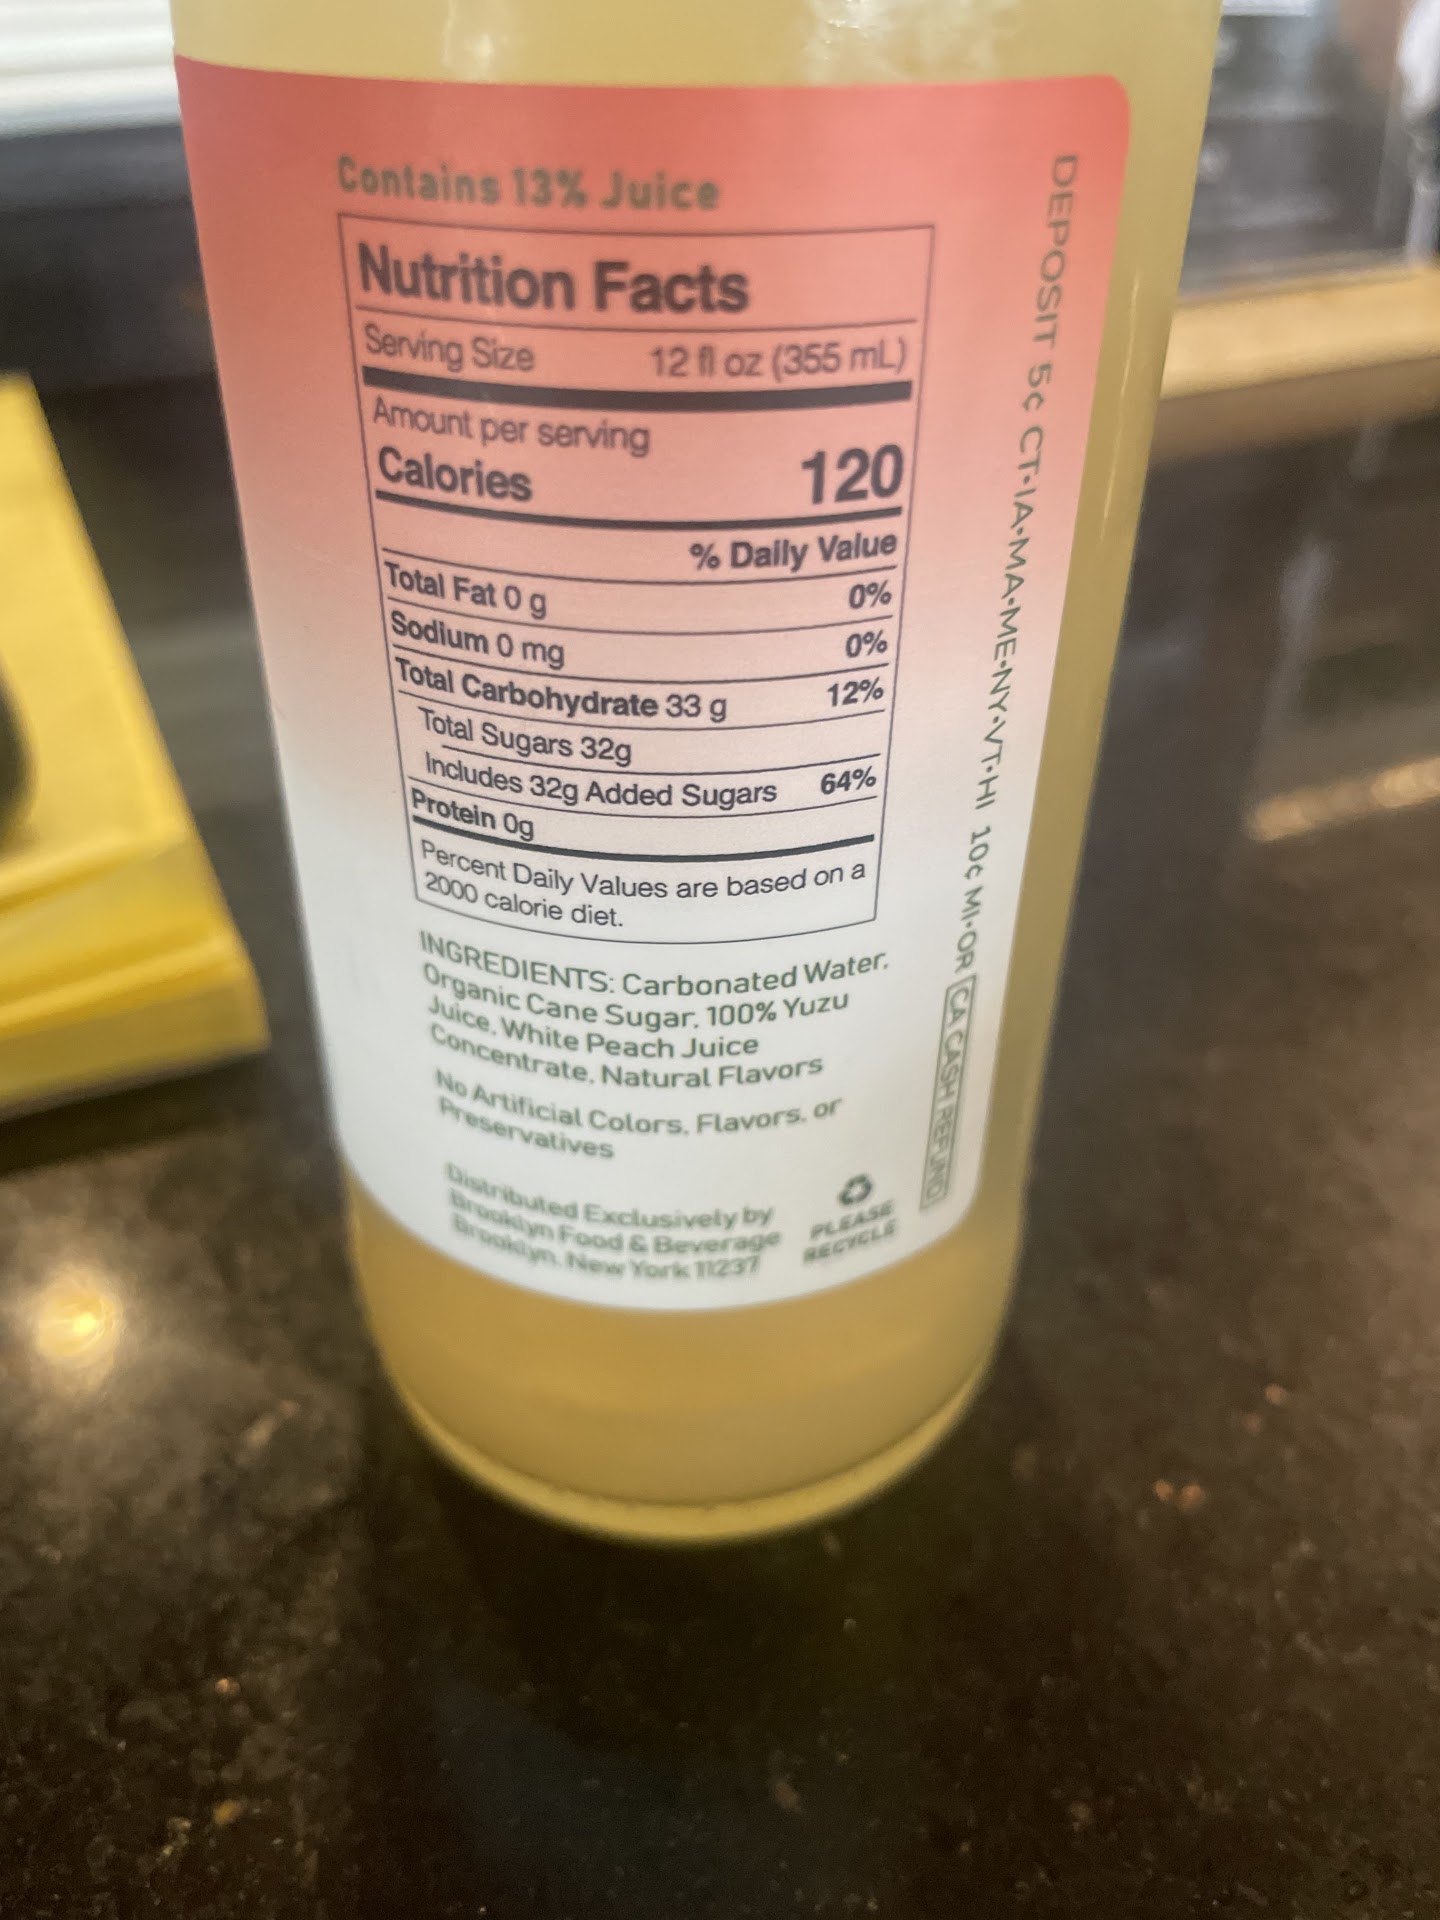 Contains 13% Juice
Nutrition Facts
Serving Size 12 fl oz (355 mL)
Amount per serving
Calories 120
% Daily Value
Total Fat 0 g 0%
Sodium 0 mg 0%
Total Carbohydrate 33 g 12%
Total Sugars 32g
Includes 32g Added Sugars 64%
Protein 0g
Percent Daily Values are based on a
2000 calorie diet.
INGREDIENTS: Carbonated Water,
Organic Cane Sugar, 100% Yuzu
Juice, White Peach Juice
Concentrate, Natural Flavors
No Artificial Colors, Flavors, or
Preservatives
Distributed Exclusively by
Brooklyn Food & Beverage
Brooklyn, New York 11237
PLEASE
RECYCLE
DEPOSIT 5¢ CT•IA•MA•ME•NY•VT•HI 10¢ MI•OR CA CASH REFUND